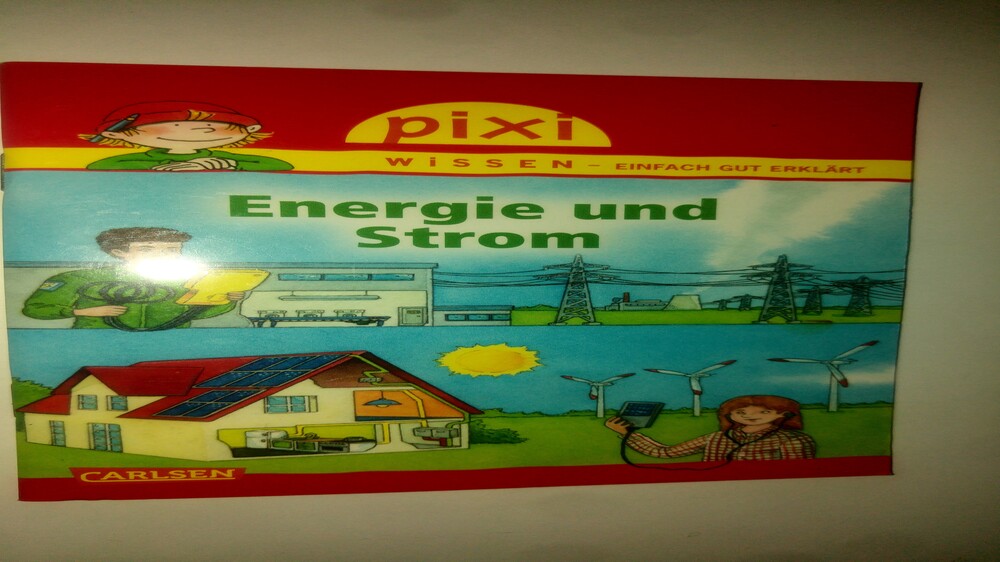 pixi
WiSSEN – EINFACH GUT ERKLÄRT
Energie und
Strom
CARLSEN